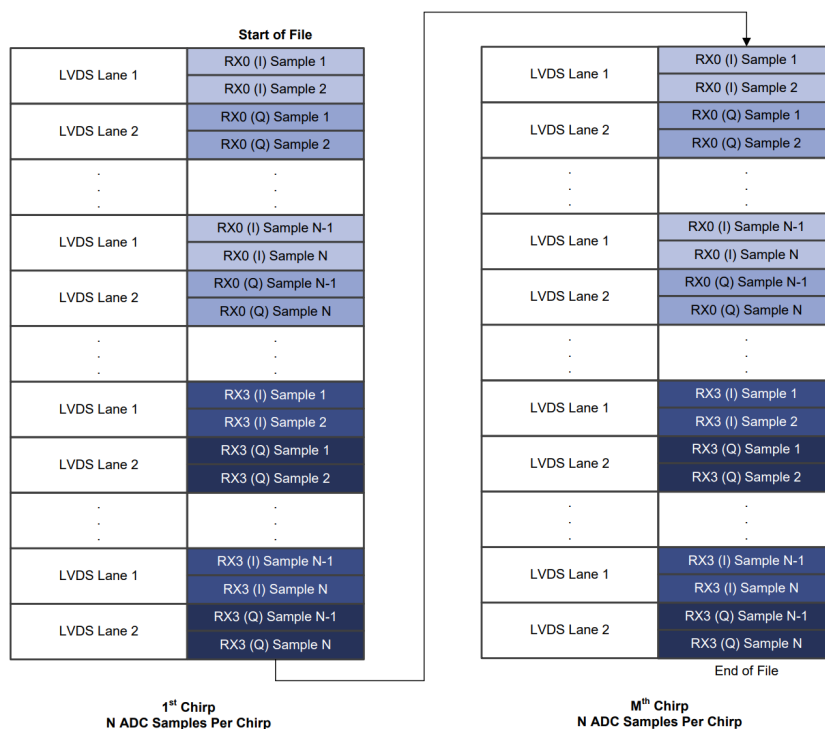 Start of File
LVDS Lane 1
RX0 (I) Sample 1
RX0 (I) Sample 2
LVDS Lane 2
RX0 (Q) Sample 1
RX0 (Q) Sample 2
.
.
.
.
.
.
LVDS Lane 1
RX0 (I) Sample N-1
RX0 (I) Sample N
LVDS Lane 2
RX0 (Q) Sample N-1
RX0 (Q) Sample N
.
.
.
.
.
.
LVDS Lane 1
RX3 (I) Sample 1
RX3 (I) Sample 2
LVDS Lane 2
RX3 (Q) Sample 1
RX3 (Q) Sample 2
.
.
.
.
.
.
LVDS Lane 1
RX3 (I) Sample N-1
RX3 (I) Sample N
LVDS Lane 2
RX3 (Q) Sample N-1
RX3 (Q) Sample N
1st Chirp
N ADC Samples Per Chirp
LVDS Lane 1
RX0 (I) Sample 1
RX0 (I) Sample 2
LVDS Lane 2
RX0 (Q) Sample 1
RX0 (Q) Sample 2
.
.
.
.
.
.
LVDS Lane 1
RX0 (I) Sample N-1
RX0 (I) Sample N
LVDS Lane 2
RX0 (Q) Sample N-1
RX0 (Q) Sample N
.
.
.
.
.
.
LVDS Lane 1
RX3 (I) Sample 1
RX3 (I) Sample 2
LVDS Lane 2
RX3 (Q) Sample 1
RX3 (Q) Sample 2
.
.
.
.
.
.
LVDS Lane 1
RX3 (I) Sample N-1
RX3 (I) Sample N
LVDS Lane 2
RX3 (Q) Sample N-1
RX3 (Q) Sample N
End of File
Mth Chirp
N ADC Samples Per Chirp